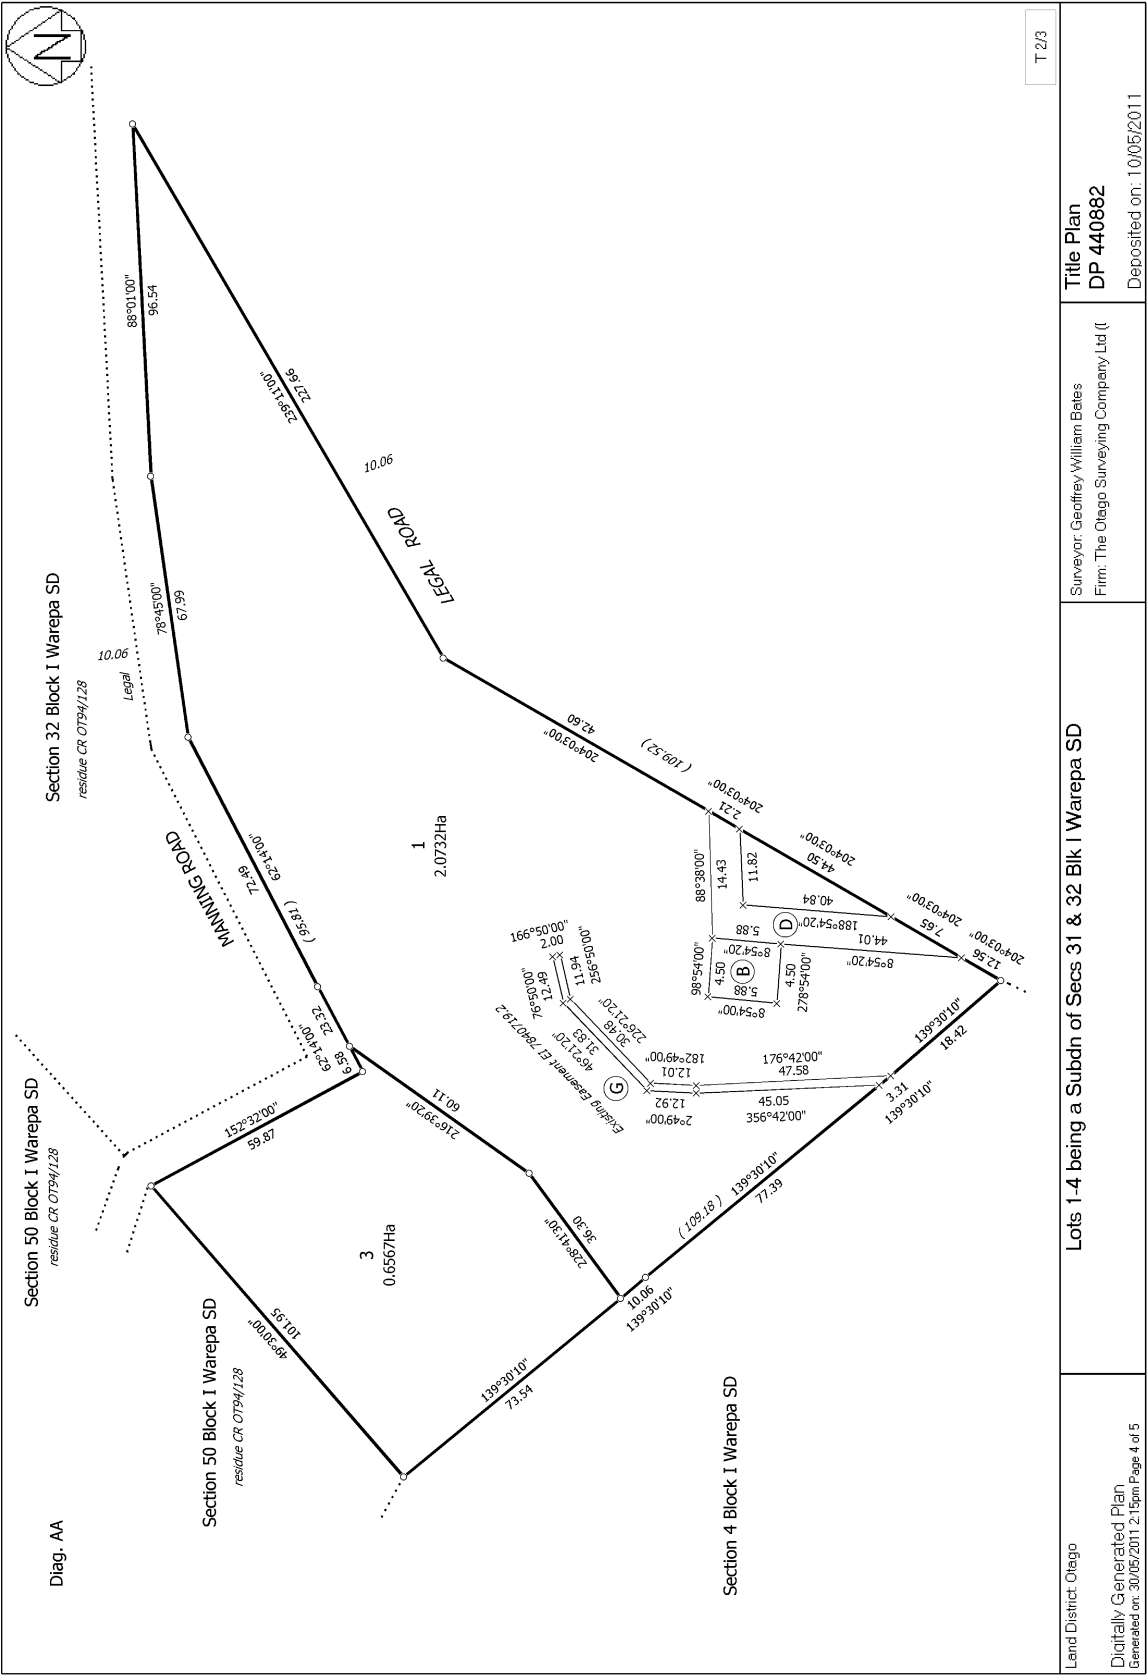 Diag. AA
Section 50 Block I Warepa SD
residue CR OT94/128
Section 50 Block I Warepa SD
residue CR OT94/128
Section 32 Block I Warepa SD
residue CR OT94/128
Section 4 Block I Warepa SD
N
T 2/3
MANNING ROAD
Legal
10.06
LEGAL ROAD
10.06
88°01'00"
96.54
78°45'00"
67.99
62°14'00"
72.49
( 95.81 )
23.32
62°14'00"
6.58
152°32'00"
59.87
49°30'00"
101.95
3
0.6567Ha
139°30'10"
73.54
228°41'30"
36.30
216°39'20"
60.11
10.06
139°30'10"
( 109.18 )
139°30'10"
77.39
3.31
139°30'10"
139°30'10"
18.42
1
2.0732Ha
239°11'00"
227.66
204°03'00"
42.60
( 109.52 )
204°03'00"
2.21
204°03'00"
44.50
204°03'00"
7.65
204°03'00"
12.56
88°38'00"
14.43
11.82
40.84
188°54'20"
D
44.01
8°54'20"
5.88
8°54'20"
98°54'00"
4.50
B
5.88
8°54'00"
4.50
278°54'00"
166°50'00"
2.00
76°50'00"
12.49
11.94
256°50'00"
226°21'20"
30.48
31.83
46°21'20"
Existing Easement EI 7840719.2
G
182°49'00"
12.01
12.92
2°49'00"
176°42'00"
47.58
45.05
356°42'00"
Land District: Otago
Digitally Generated Plan
Generated on: 30/05/2011 2:15pm Page 4 of 5
Lots 1-4 being a Subdn of Secs 31 & 32 Blk I Warepa SD
Surveyor: Geoffrey William Bates
Firm: The Otago Surveying Company Ltd (
Title Plan
DP 440882
Deposited on: 10/05/2011